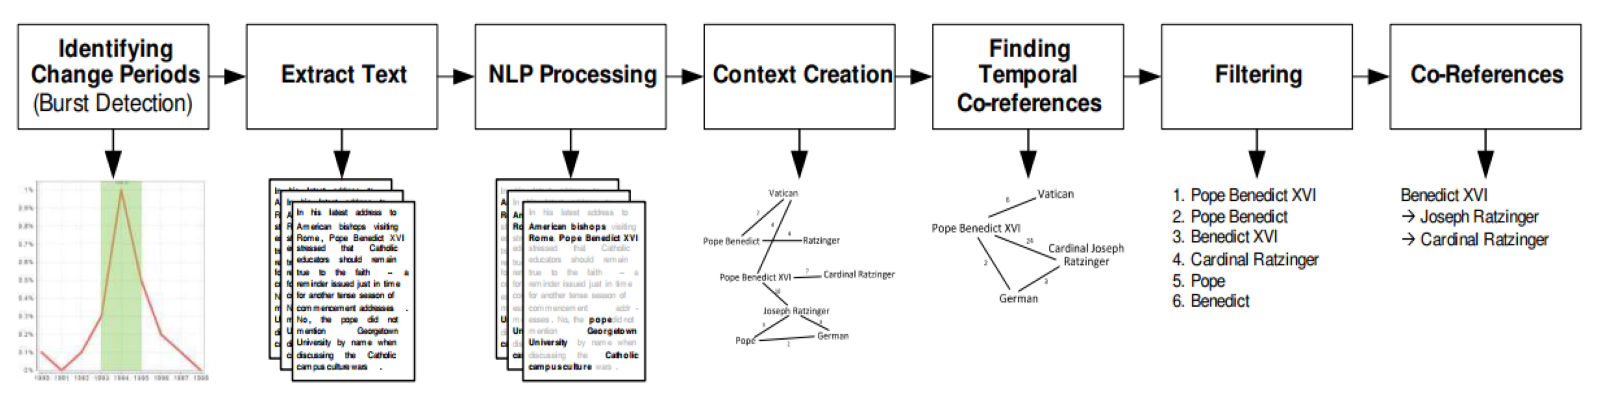 Identifying
Change Periods
(Burst Detection)
Extract Text
NLP Processing
Context Creation
Finding
Temporal
Co-references
Filtering
Co-References
In his latest address to
American bishops visiting
Rome, Pope Benedict XVI
stressed that Catholic
educators should remain
true to the faith – a
reminder issued just in time
for another tense season of
commencement addresses .
No, the pope did not
mention Georgetown
University by name when
discussing the Catholic
campus culture wars .
In his latest address to
American bishops visiting
Rome, Pope Benedict XVI
stressed that Catholic
educators should remain
true to the faith – a
reminder issued just in time
for another tense season of
commencement addr -
esses. No, the pope did not
mention Georgetown
University by name when
discussing the Catholic
campus culture wars .
Vatican
Pope Benedict
Ratzinger
Pope Benedict XVI
Cardinal Ratzinger
Joseph Ratzinger
Pope
German
Vatican
Pope Benedict XVI
24
Cardinal Joseph
Ratzinger
2
3
German
1. Pope Benedict XVI
2. Pope Benedict
3. Benedict XVI
4. Cardinal Ratzinger
5. Pope
6. Benedict
Benedict XVI
→ Joseph Ratzinger
→ Cardinal Ratzinger